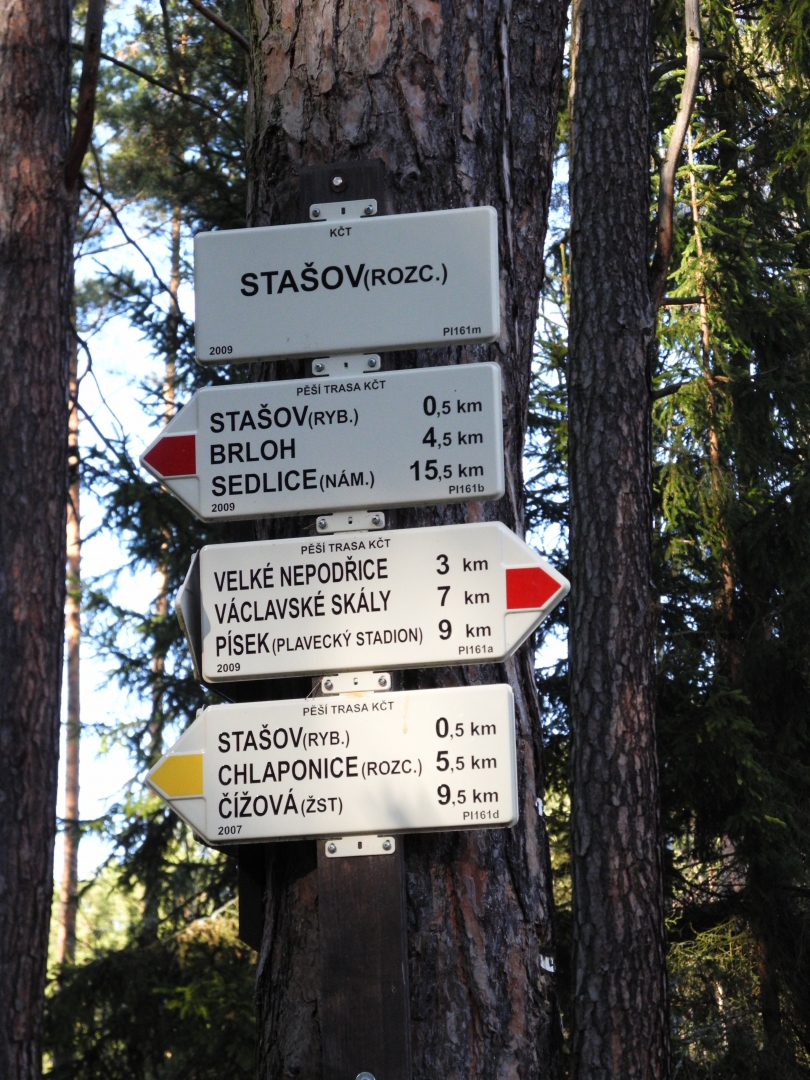 KČT
STAŠOV(ROZC.)
2009 PI161m
PĚŠÍ TRASA KČT
STAŠOV(RYB.) 0,5 km
BRLOH 4,5 km
SEDLICE(NÁM.) 15,5 km
2009 PI161b
PĚŠÍ TRASA KČT
VELKÉ NEPODŘICE 3 km
VÁCLAVSKÉ SKÁLY 7 km
PÍSEK(PLAVECKÝ STADION) 9 km
2009 PI161a
PĚŠÍ TRASA KČT
STAŠOV(RYB.) 0,5 km
CHLAPONICE(ROZC.) 5,5 km
ČÍŽOVÁ(ŽST) 9,5 km
2007 PI161d